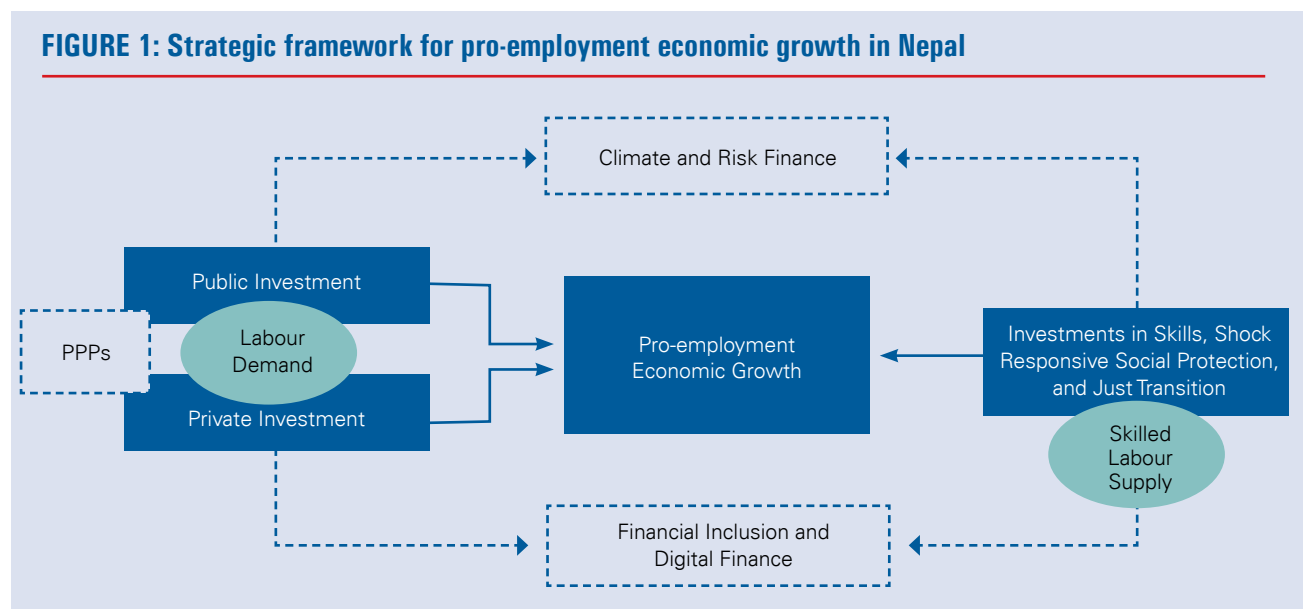 FIGURE 1: Strategic framework for pro-employment economic growth in Nepal
Climate and Risk Finance
Public Investment
PPPs
Labour
Demand
Private Investment
Pro-employment
Economic Growth
Investments in Skills, Shock
Responsive Social Protection,
and Just Transition
Skilled
Labour
Supply
Financial Inclusion and
Digital Finance